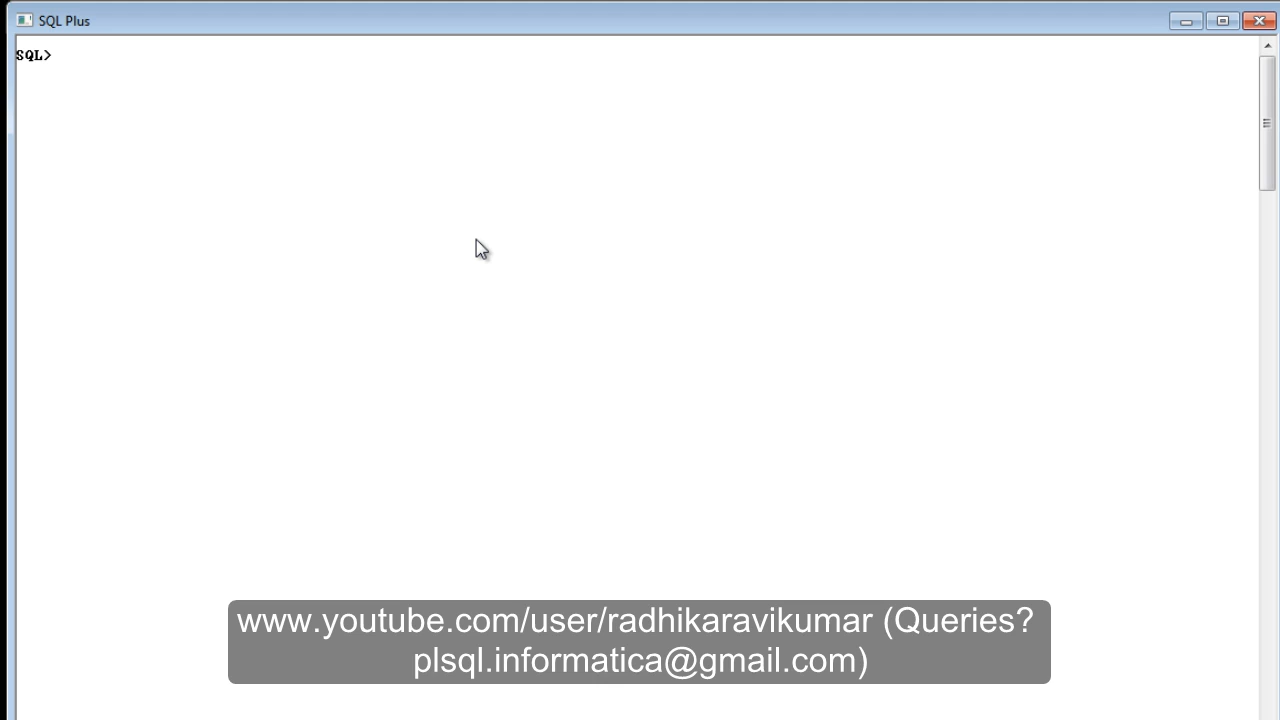 SQL Plus
SQL>
www.youtube.com/user/radhikaravikumar (Queries?
plsql.informatica@gmail.com)